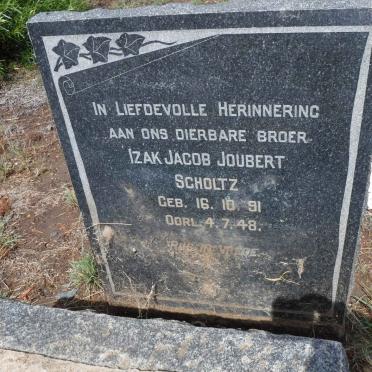 IN LIEFDEVOLLE HERINNERING
AAN ONS DIERBARE BROER
IZAK JACOB JOUBERT
SCHOLTZ
GEB. 16. 10. 91
OORL. 4. 7. 48.